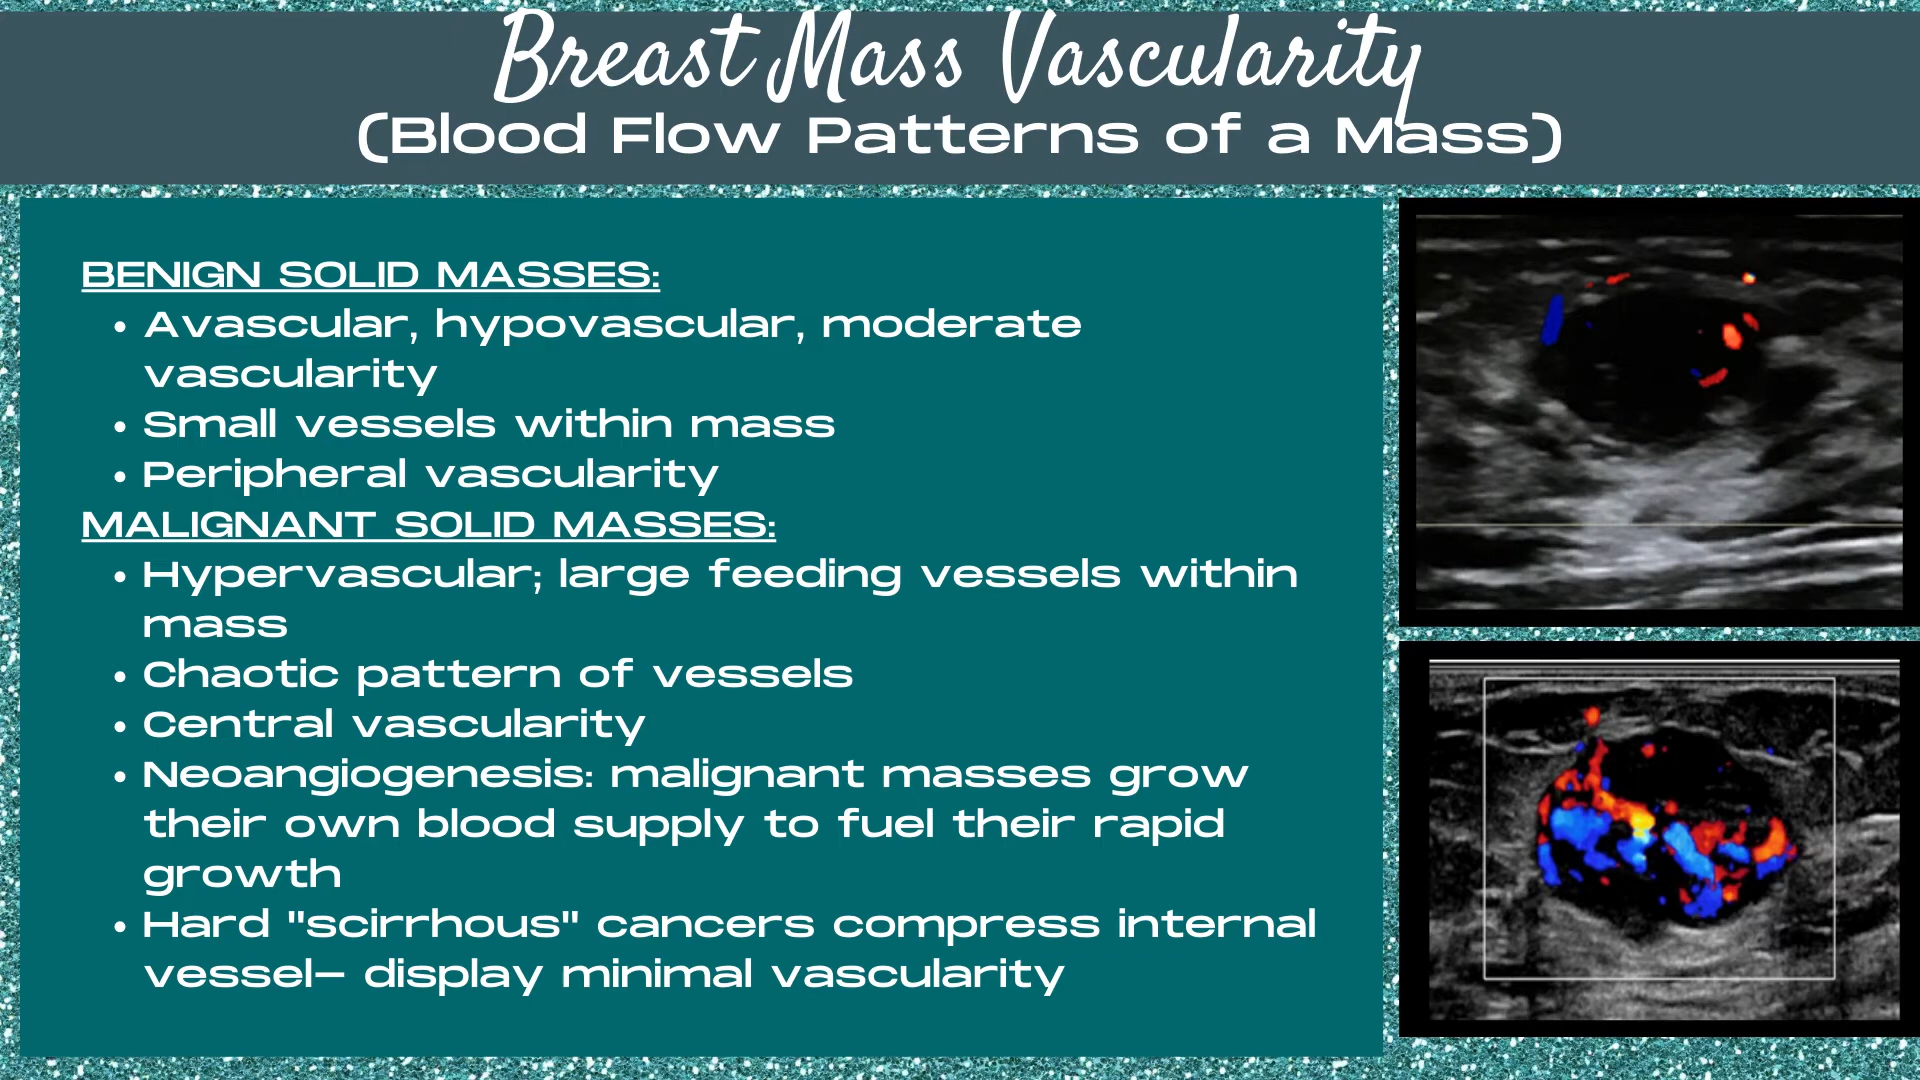 Breast Mass Vascularity
(Blood Flow Patterns of a Mass)
BENIGN SOLID MASSES:
• Avascular, hypovascular, moderate
vascularity
• Small vessels within mass
• Peripheral vascularity
MALIGNANT SOLID MASSES:
• Hypervascular; large feeding vessels within
mass
• Chaotic pattern of vessels
• Central vascularity
• Neoangiogenesis: malignant masses grow
their own blood supply to fuel their rapid
growth
• Hard "scirrhous" cancers compress internal
vessel– display minimal vascularity